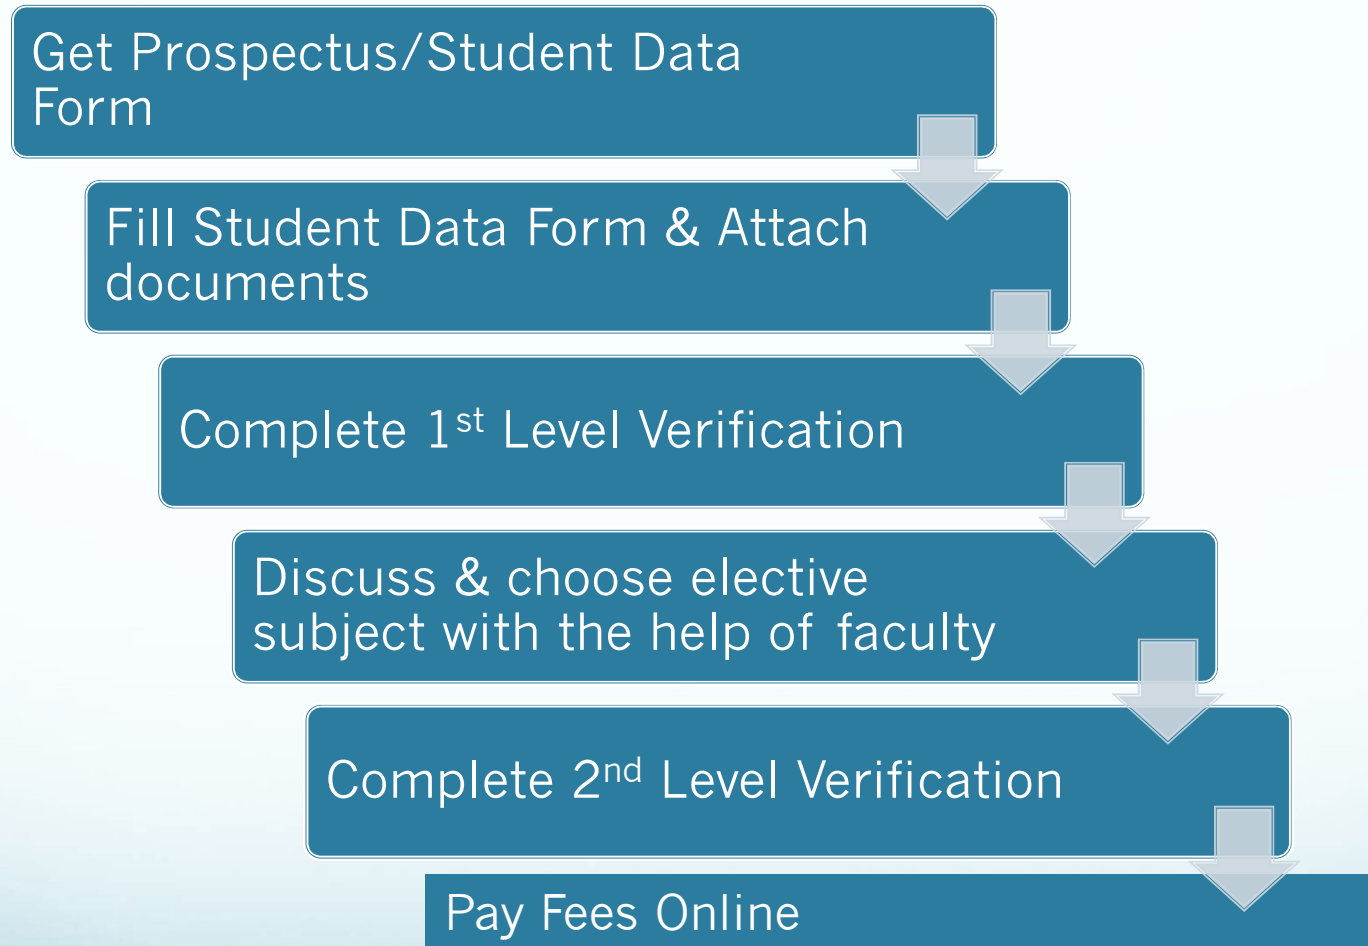 Get Prospectus/Student Data
Form
Fill Student Data Form & Attach
documents
Complete 1st Level Verification
Discuss & choose elective
subject with the help of faculty
Complete 2nd Level Verification
Pay Fees Online